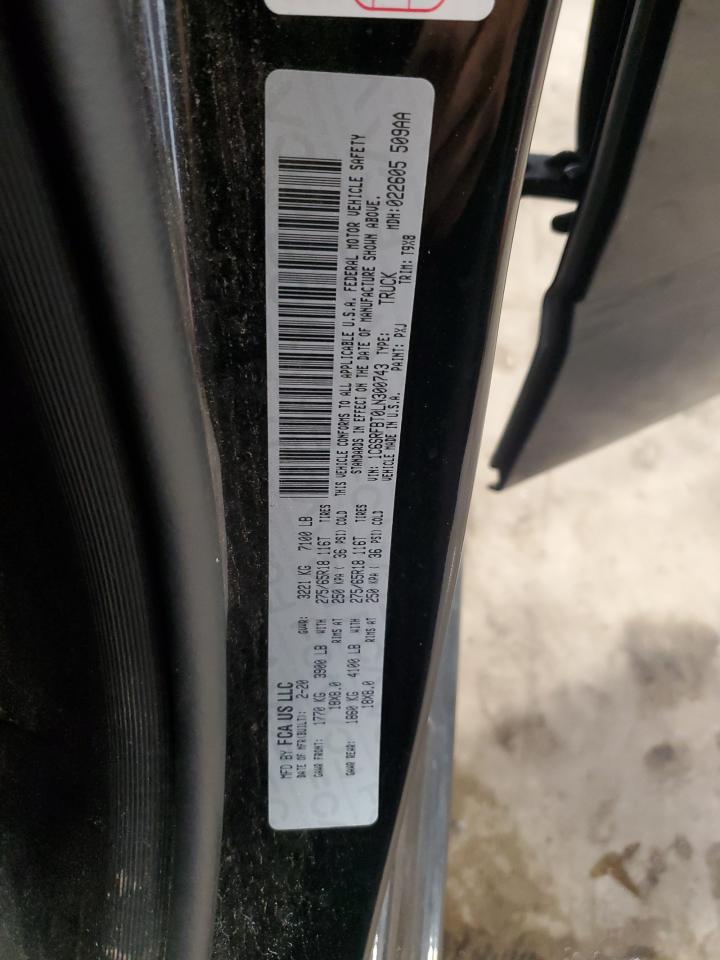 MFD BY FCA US LLC
DATE OF MFR(BUILT): 2-20 GVWR: 3221 KG 7100 LB
GAWR FRONT: 1770 KG 3900 LB WITH 275/65R18 116T TIRES
18X8.0 RIMS AT 250 KPA ( 36 PSI) COLD
GAWR REAR: 1860 KG 4100 LB WITH 275/65R18 116T TIRES
18X8.0 RIMS AT 250 KPA ( 36 PSI) COLD
THIS VEHICLE CONFORMS TO ALL APPLICABLE U.S.A. FEDERAL MOTOR VEHICLE SAFETY
STANDARDS IN EFFECT ON THE DATE OF MANUFACTURE SHOWN ABOVE.
VIN: 1C6SRFBT0LN300743 TYPE: TRUCK MDH: 022605 509AA
VEHICLE MADE IN U.S.A. PAINT: PXJ TRIM: T9X8